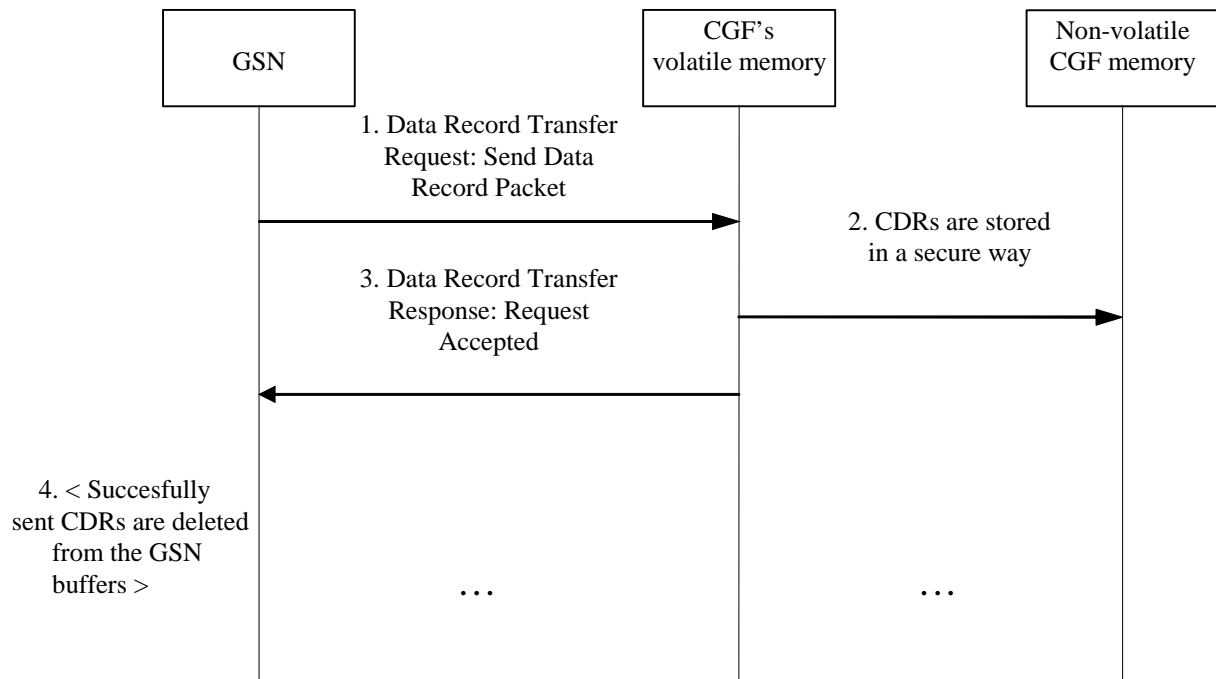 GSN
CGF's
volatile memory
Non-volatile
CGF memory
1. Data Record Transfer
Request: Send Data
Record Packet
2. CDRs are stored
in a secure way
3. Data Record Transfer
Response: Request
Accepted
4. < Succesfully
sent CDRs are deleted
from the GSN
buffers >
...
...